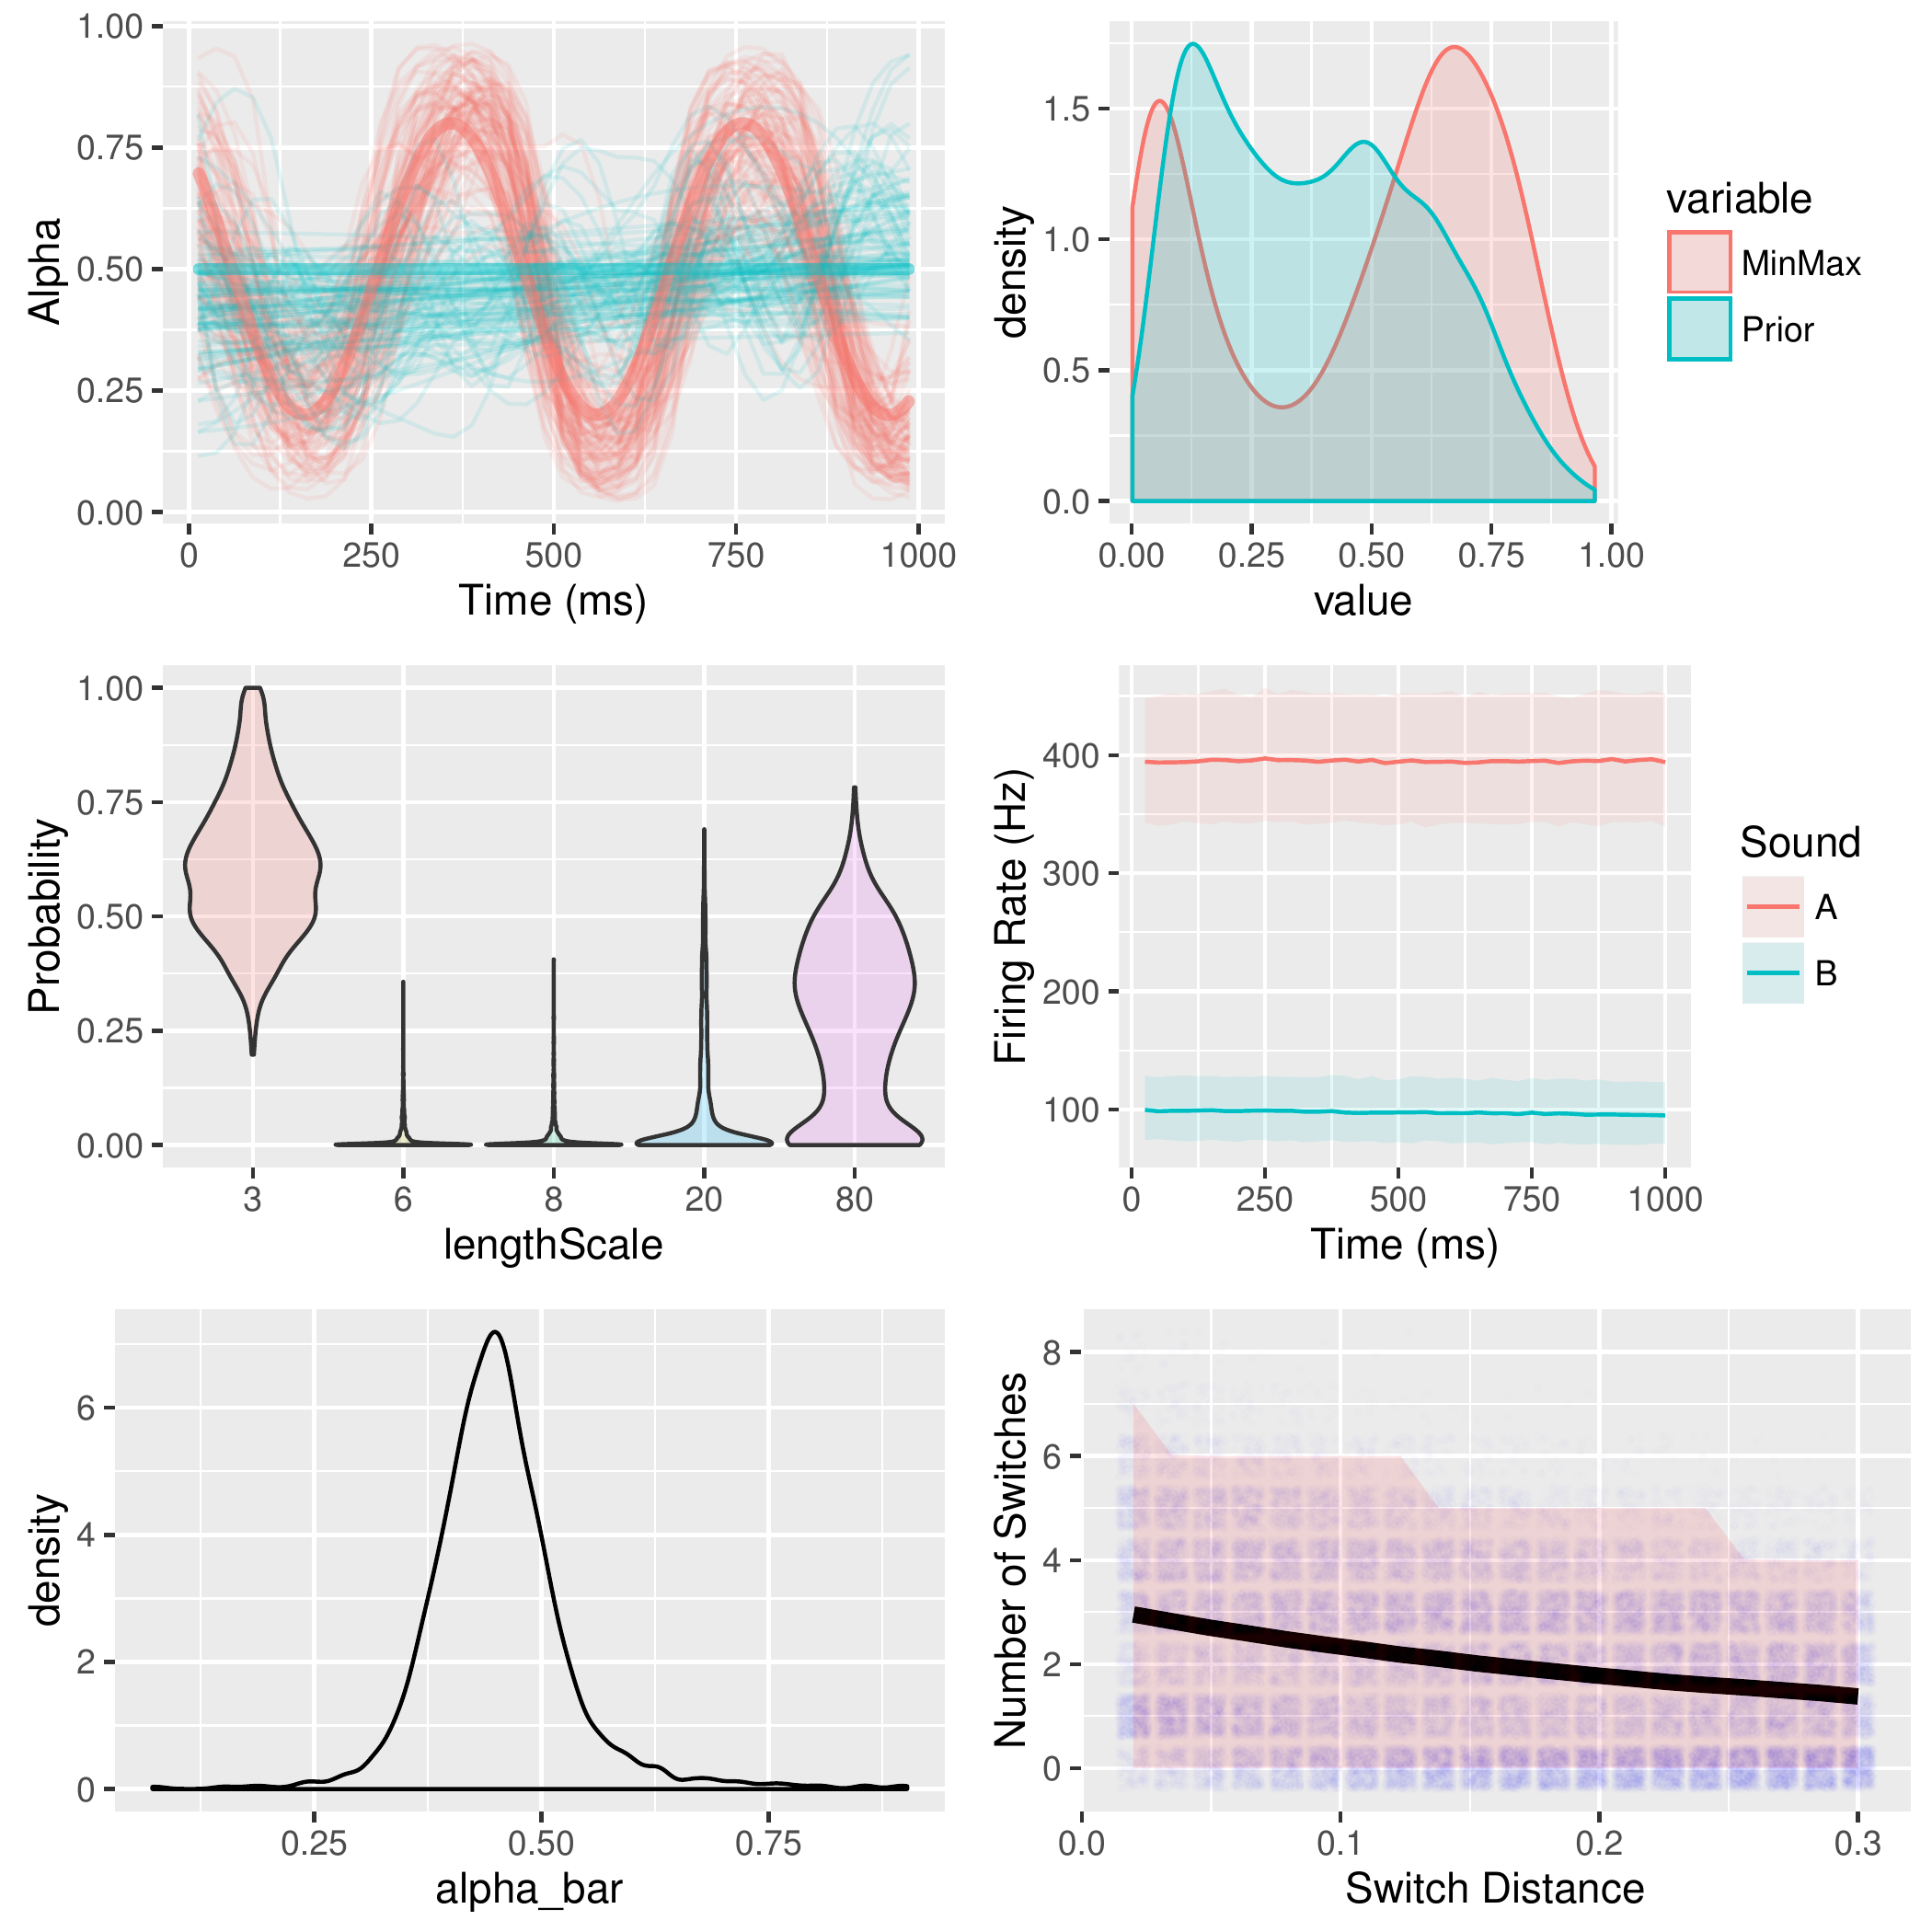 1.00
0.75
0.50
0.25
0.00
Alpha
0 250 500 750 1000
Time (ms)
1.5
1.0
0.5
0.0
density
0.00 0.25 0.50 0.75 1.00
value
variable
MinMax
Prior
1.00
0.75
0.50
0.25
0.00
Probability
3 6 8 20 80
lengthScale
400
300
200
100
Firing Rate (Hz)
0 250 500 750 1000
Time (ms)
Sound
A
B
6
4
2
0
density
0.25 0.50 0.75
alpha_bar
8
6
4
2
0
Number of Switches
0.0 0.1 0.2 0.3
Switch Distance